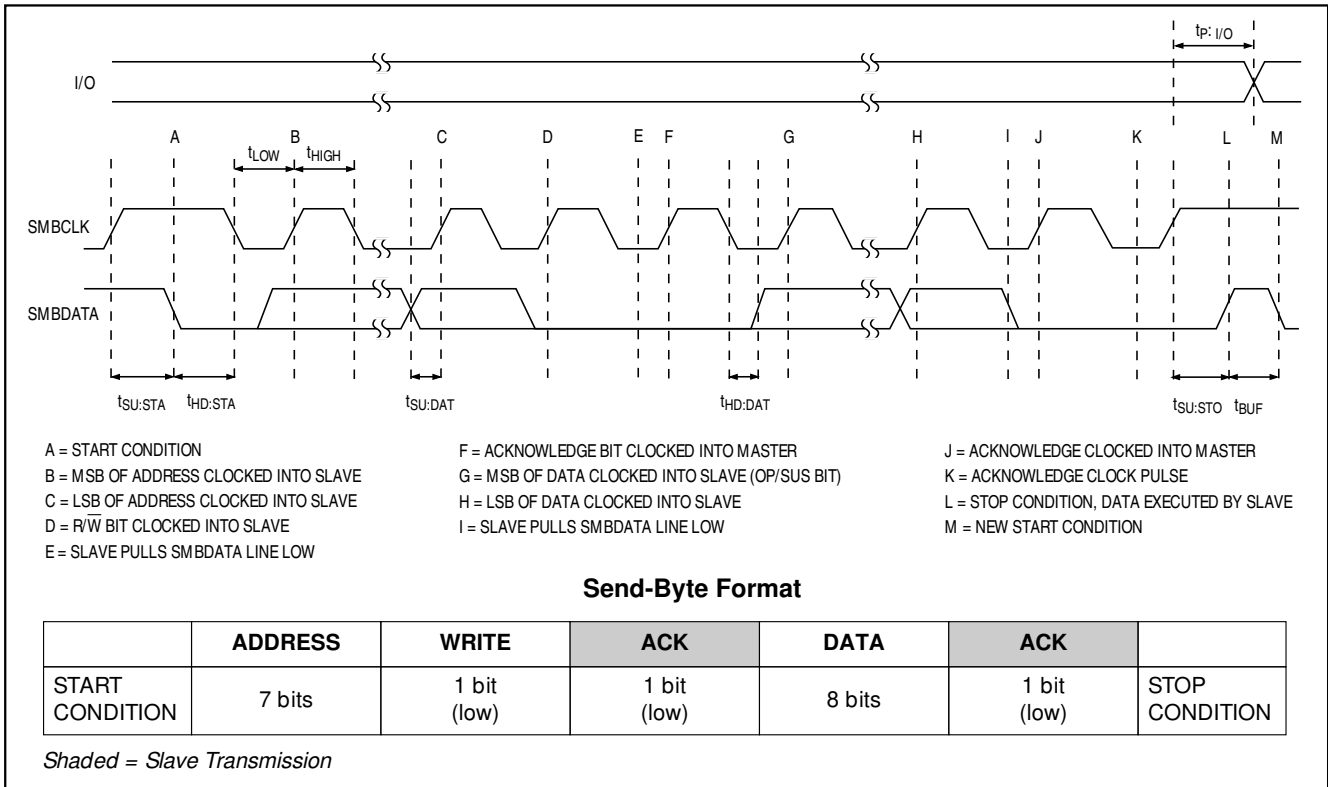 tP: I/O
I/O
A B C D E F G H I J K L M
tLOW tHIGH
SMBCLK
SMBDATA
tSU:STA tHD:STA tSU:DAT tHD:DAT tSU:STO tBUF
A = START CONDITION
B = MSB OF ADDRESS CLOCKED INTO SLAVE
C = LSB OF ADDRESS CLOCKED INTO SLAVE
D = R/W̅ BIT CLOCKED INTO SLAVE
E = SLAVE PULLS SMBDATA LINE LOW
F = ACKNOWLEDGE BIT CLOCKED INTO MASTER
G = MSB OF DATA CLOCKED INTO SLAVE (OP/SUS BIT)
H = LSB OF DATA CLOCKED INTO SLAVE
I = SLAVE PULLS SMBDATA LINE LOW
J = ACKNOWLEDGE CLOCKED INTO MASTER
K = ACKNOWLEDGE CLOCK PULSE
L = STOP CONDITION, DATA EXECUTED BY SLAVE
M = NEW START CONDITION
Send-Byte Format
ADDRESS WRITE ACK DATA ACK
START CONDITION 7 bits 1 bit (low) 1 bit (low) 8 bits 1 bit (low) STOP CONDITION
Shaded = Slave Transmission